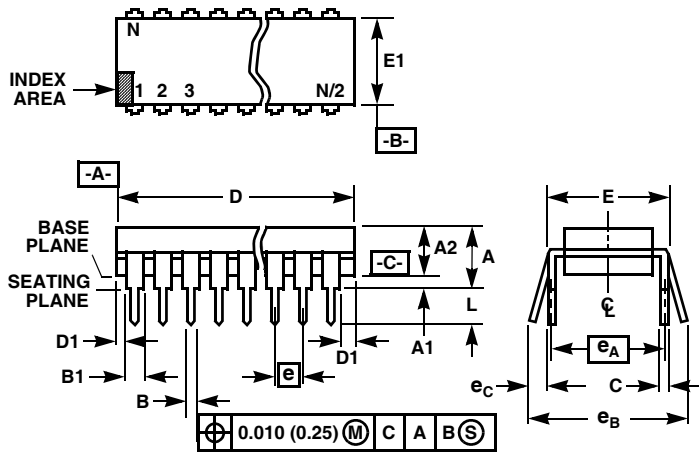 N
E1
INDEX
AREA
1 2 3 N/2
-B-
-A-
D
E
BASE
PLANE
A2
A
-C-
SEATING
PLANE
L
C
L
D1
A1
D1
B1
e
eA
B
eC
C
eB
0.010 (0.25) M C A B S